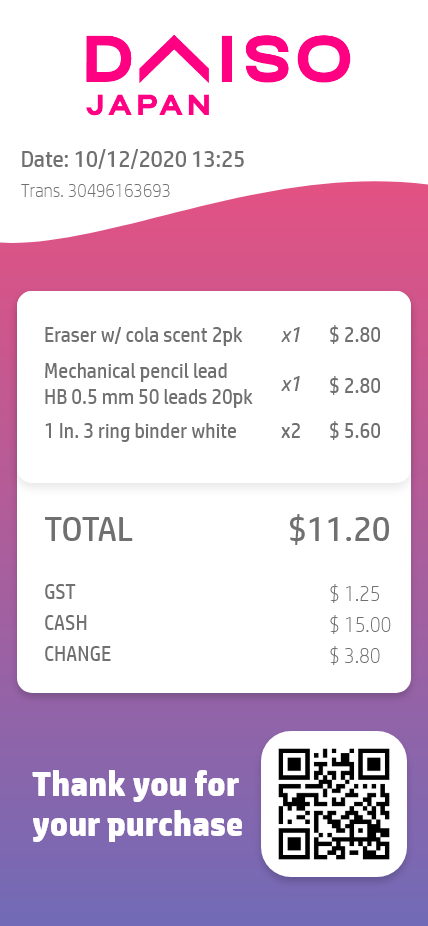 DAISO
JAPAN
Date: 10/12/2020 13:25
Trans. 30496163693
Eraser w/ cola scent 2pk x1 $ 2.80
Mechanical pencil lead
HB 0.5 mm 50 leads 20pk x1 $ 2.80
1 In. 3 ring binder white x2 $ 5.60
TOTAL $11.20
GST $ 1.25
CASH $ 15.00
CHANGE $ 3.80
Thank you for
your purchase